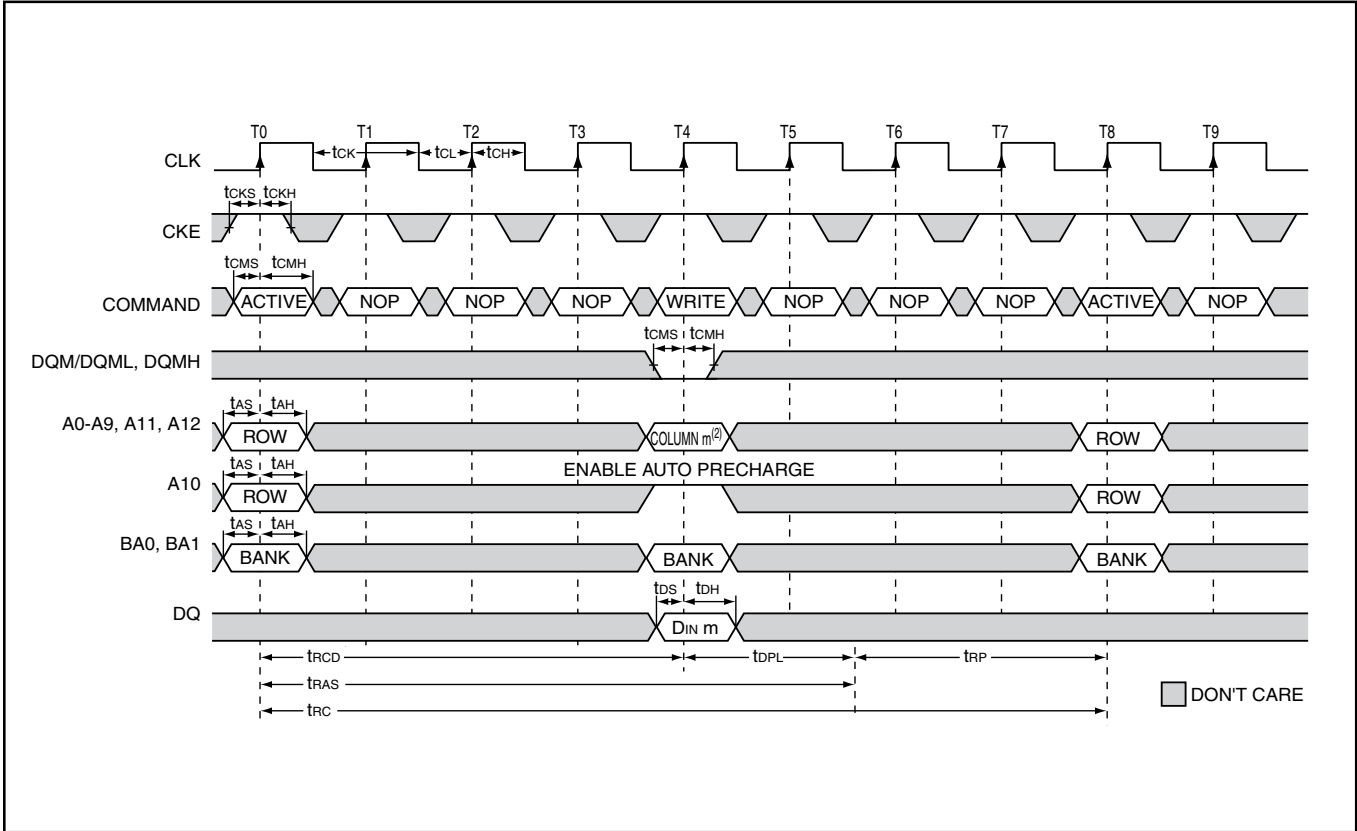 T0 T1 T2 T3 T4 T5 T6 T7 T8 T9
CLK tCK tCL tCH
tCKS tCKH
CKE
tCMS tCMH
COMMAND ACTIVE NOP NOP NOP WRITE NOP NOP NOP ACTIVE NOP
tCMS tCMH
DQM/DQML, DQMH
tAS tAH
A0-A9, A11, A12 ROW COLUMN m(2) ROW
tAS tAH ENABLE AUTO PRECHARGE
A10 ROW ROW
tAS tAH
BA0, BA1 BANK BANK BANK
tDS tDH
DQ DIN m
tRCD tDPL tRP
tRAS
tRC
DON'T CARE